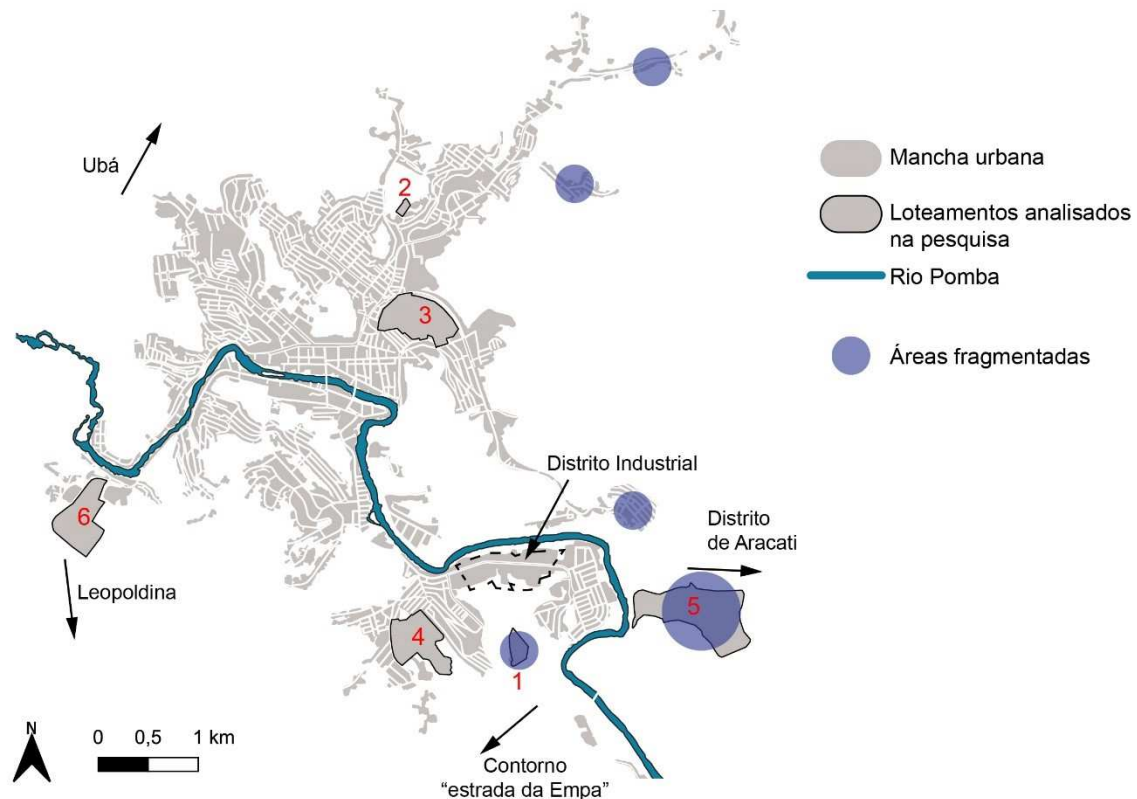 Ubá
2
3
6
Leopoldina
4
1
5
Distrito Industrial
Distrito
de Aracati
Contorno
“estrada da Empa”
N
0 0,5 1 km
Mancha urbana
Loteamentos analisados
na pesquisa
Rio Pomba
Áreas fragmentadas